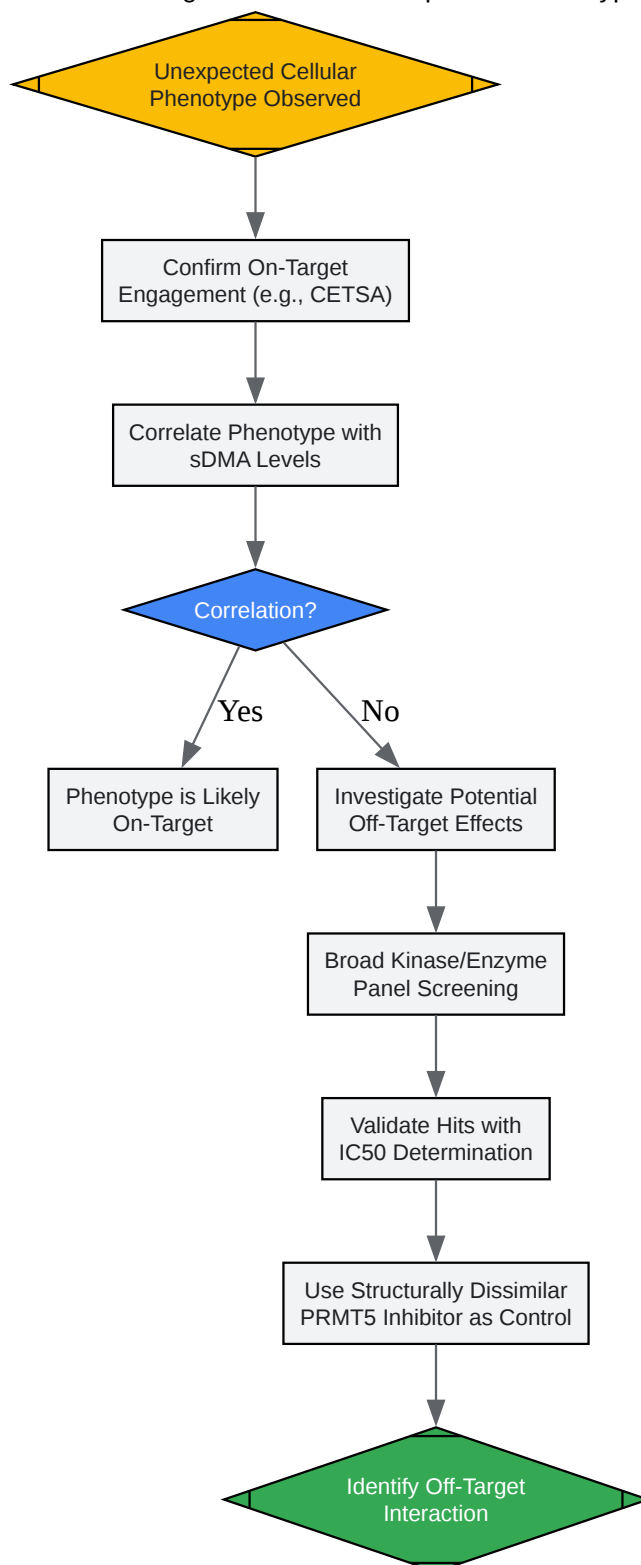 Unexpected Cellular
Phenotype Observed
Confirm On-Target
Engagement (e.g., CETSA)
Correlate Phenotype with
sDMA Levels
Correlation?
Yes
No
Phenotype is Likely
On-Target
Investigate Potential
Off-Target Effects
Broad Kinase/Enzyme
Panel Screening
Validate Hits with
IC50 Determination
Use Structurally Dissimilar
PRMT5 Inhibitor as Control
Identify Off-Target
Interaction